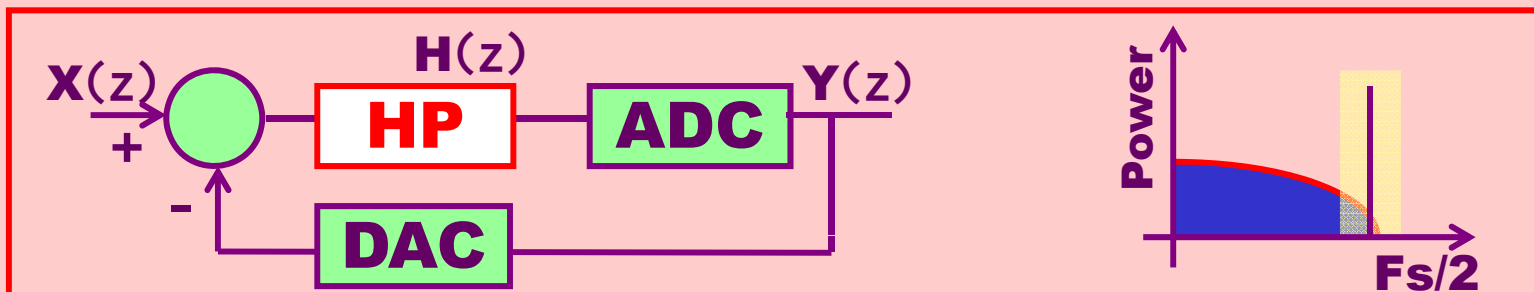 H(z)
X(z)
HP
ADC
Y(z)
+
-
DAC
Power
Fs/2